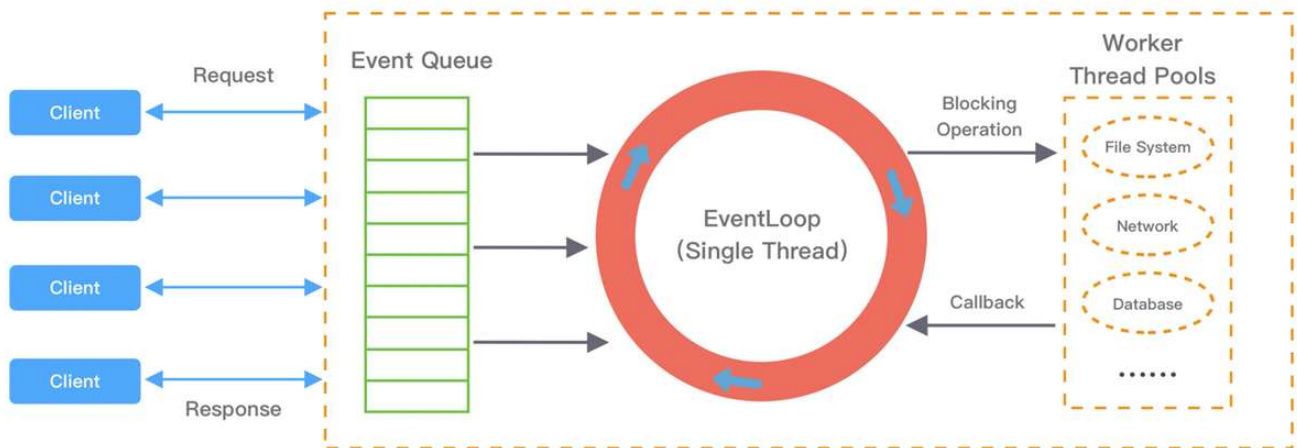 Request
Client
Client
Client
Client
Response
Event Queue
EventLoop
(Single Thread)
Blocking
Operation
Callback
Worker
Thread Pools
File System
Network
Database
......